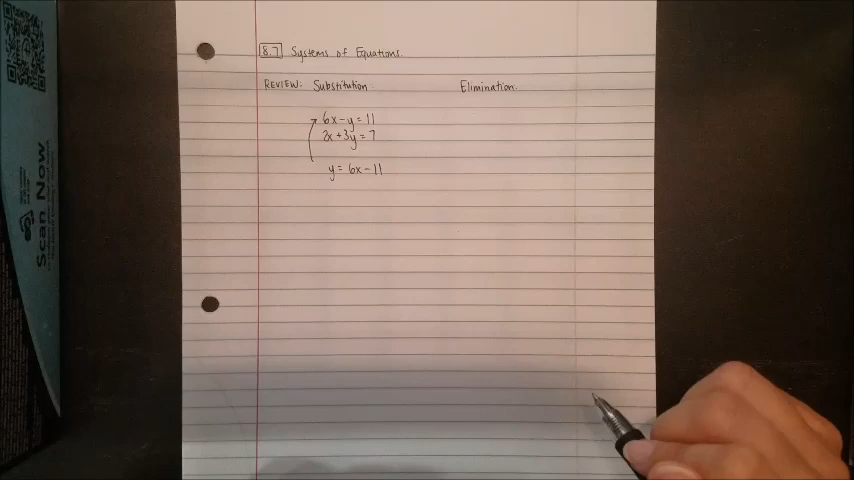 8.7 Systems of Equations.
REVIEW: Substitution: Elimination.
6x - y = 11
2x + 3y = 7
y = 6x - 11
Scan Now